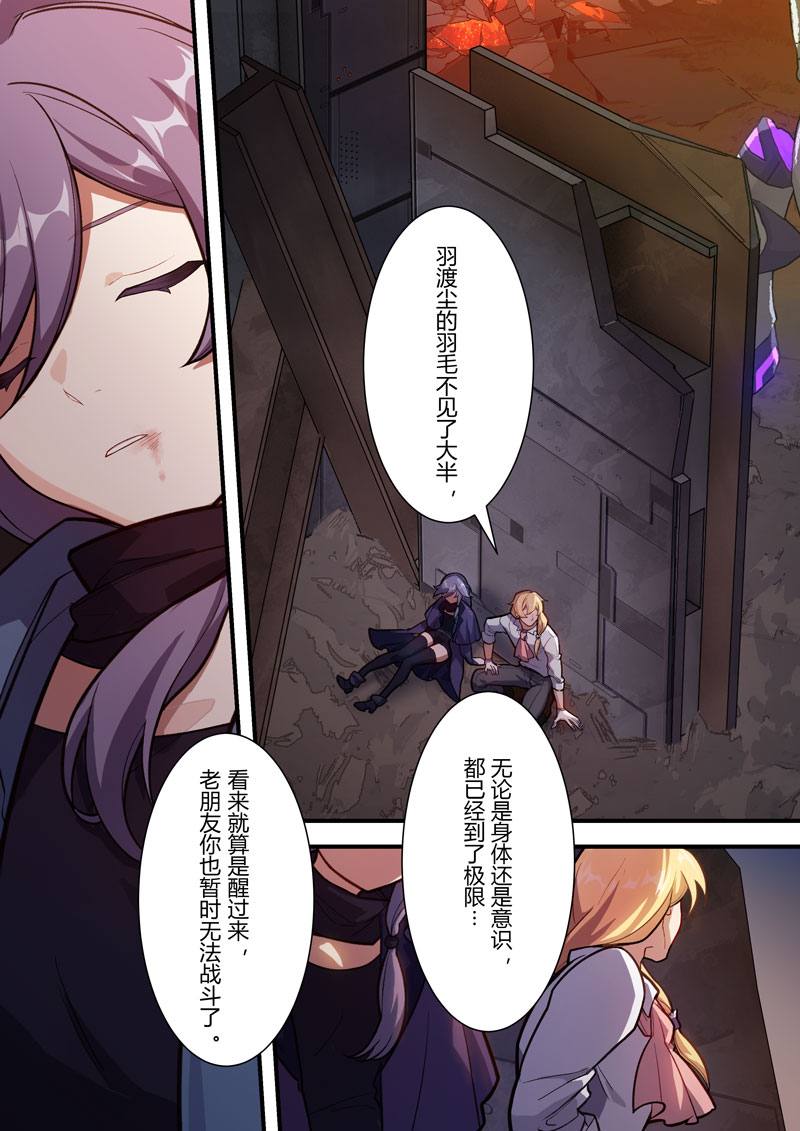 羽渡尘的羽毛不见了大半，
无论是身体还是意识，
都已经到了极限…
看来就算是醒过来，
老朋友你也暂时无法战斗了。